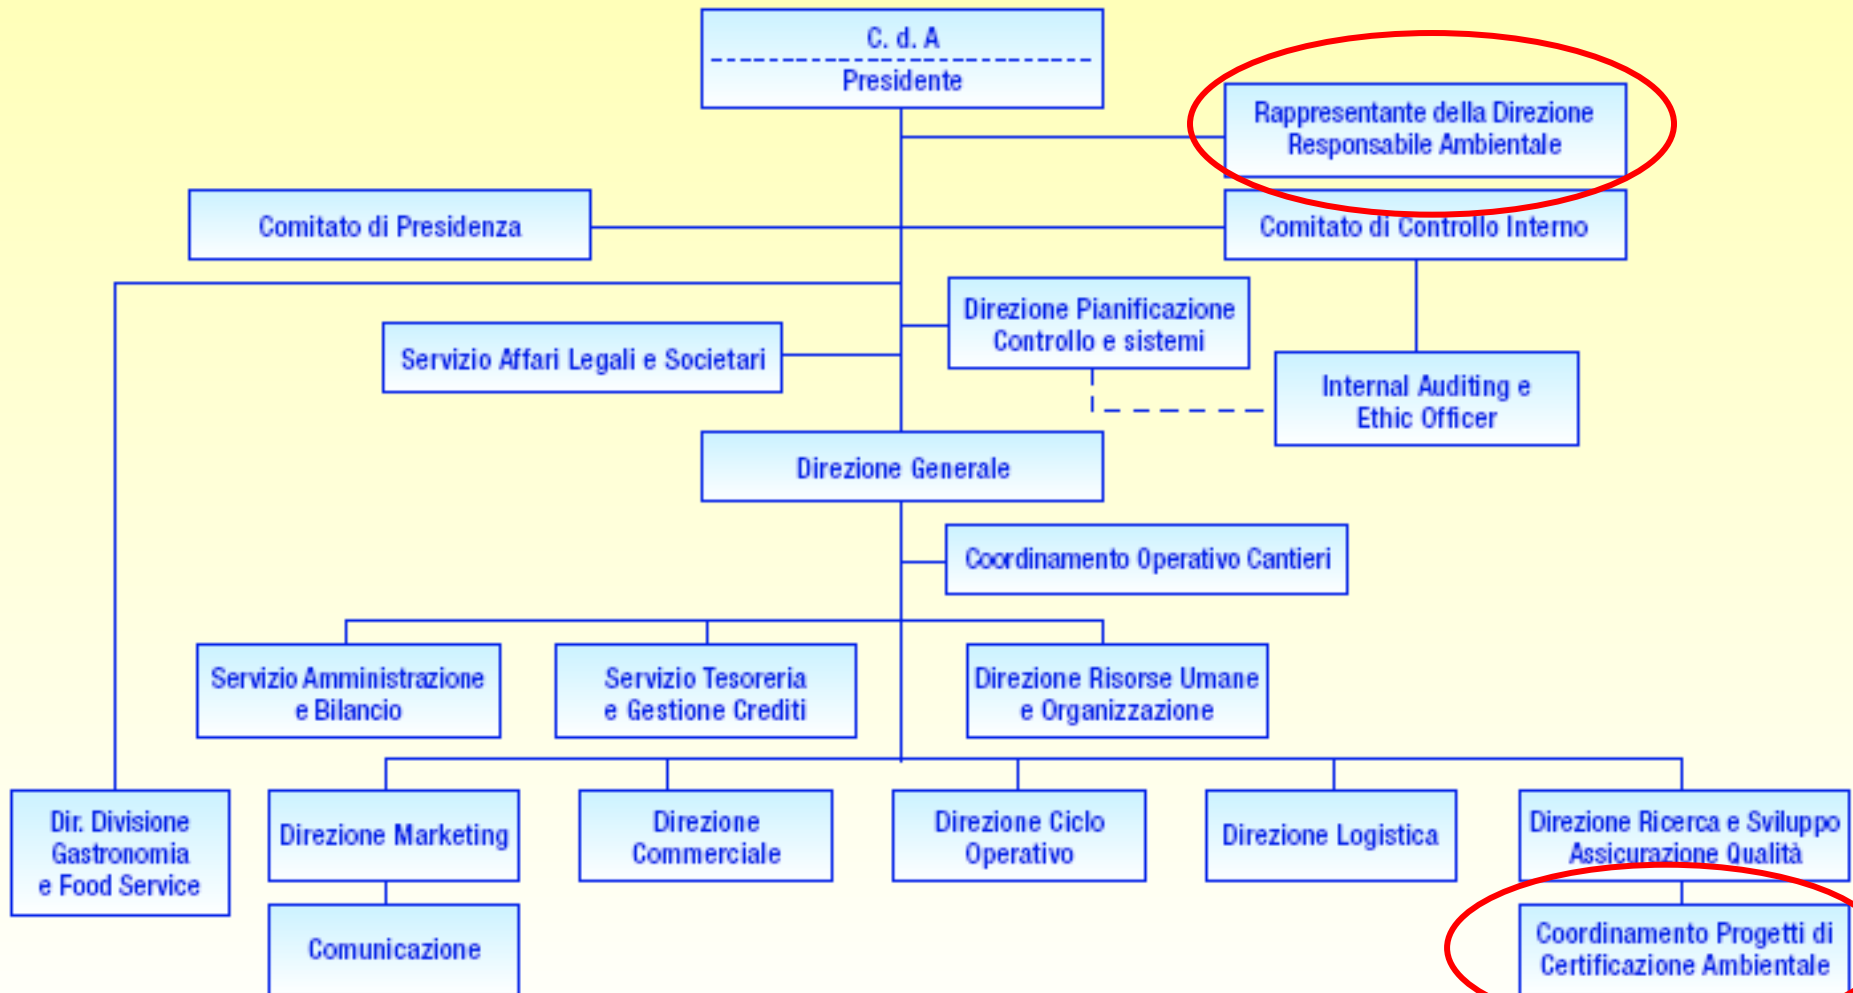 C. d. A
Presidente
Rappresentante della Direzione
Responsabile Ambientale
Comitato di Presidenza
Comitato di Controllo Interno
Direzione Pianificazione
Controllo e sistemi
Servizio Affari Legali e Societari
Internal Auditing e
Ethic Officer
Direzione Generale
Coordinamento Operativo Cantieri
Servizio Amministrazione
e Bilancio
Servizio Tesoreria
e Gestione Crediti
Direzione Risorse Umane
e Organizzazione
Dir. Divisione
Gastronomia
e Food Service
Direzione Marketing
Direzione
Commerciale
Direzione Ciclo
Operativo
Direzione Logistica
Direzione Ricerca e Sviluppo
Assicurazione Qualità
Comunicazione
Coordinamento Progetti di
Certificazione Ambientale